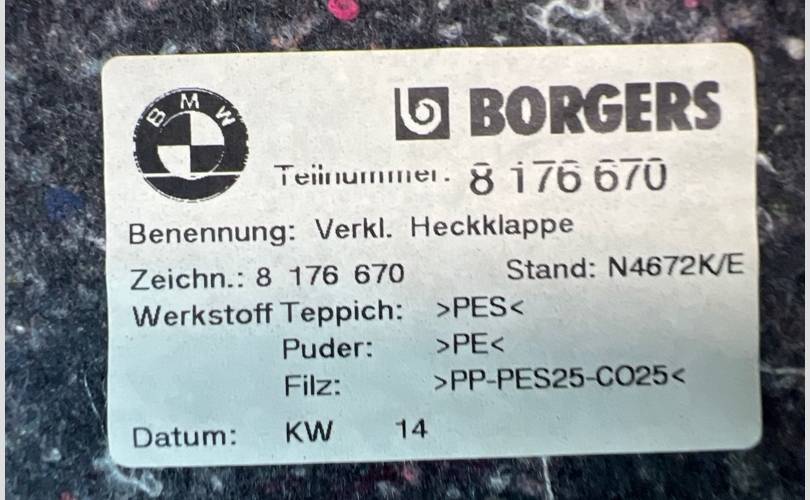 BMW
BORGERS
Teilnummer. 8 176 670
Benennung: Verkl. Heckklappe
Zeichn.: 8 176 670 Stand: N4672K/E
Werkstoff Teppich: >PES<
Puder: >PE<
Filz: >PP-PES25-CO25<
Datum: KW 14